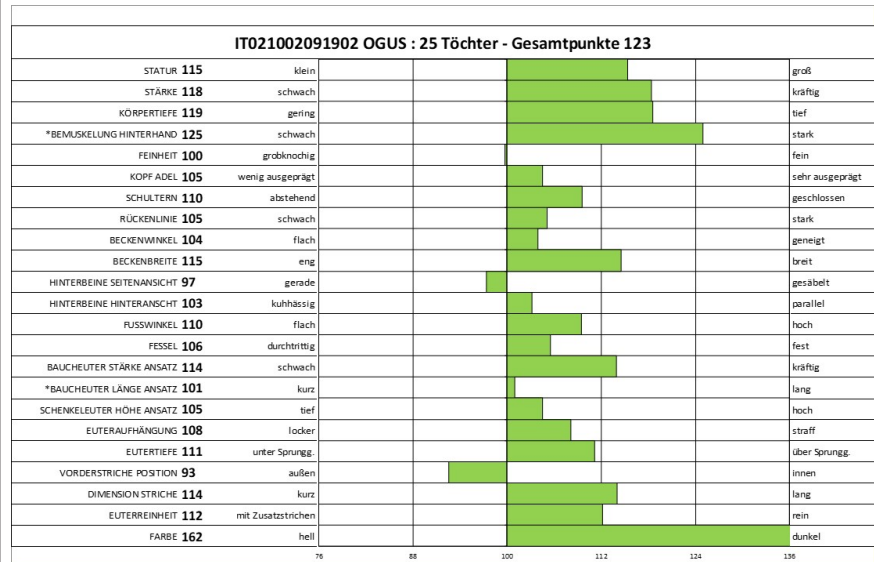 IT021002091902 OGUS : 25 Töchter - Gesamtpunkte 123
STATUR 115 klein groß
STÄRKE 118 schwach kräftig
KÖRPERTIEFE 119 gering tief
*BEMUSKELUNG HINTERHAND 125 schwach stark
FEINHEIT 100 grobknochig fein
KOPF ADEL 105 wenig ausgeprägt sehr ausgeprägt
SCHULTERN 110 abstehend geschlossen
RÜCKENLINIE 105 schwach stark
BECKENWINKEL 104 flach geneigt
BECKENBREITE 115 eng breit
HINTERBEINE SEITENANSICHT 97 gerade gesäbelt
HINTERBEINE HINTERANSCHT 103 kuhhässig parallel
FUSSWINKEL 110 flach hoch
FESSEL 106 durchtrittig fest
BAUCHEUTER STÄRKE ANSATZ 114 schwach kräftig
*BAUCHEUTER LÄNGE ANSATZ 101 kurz lang
SCHENKELEUTER HÖHE ANSATZ 105 tief hoch
EUTERAUFHÄNGUNG 108 locker straff
EUTERTIEFE 111 unter Sprungg. über Sprungg.
VORDERSTRICHE POSITION 93 außen innen
DIMENSION STRICHE 114 kurz lang
EUTERREINHEIT 112 mit Zusatzstrichen rein
FARBE 162 hell dunkel
76 88 100 112 124 136